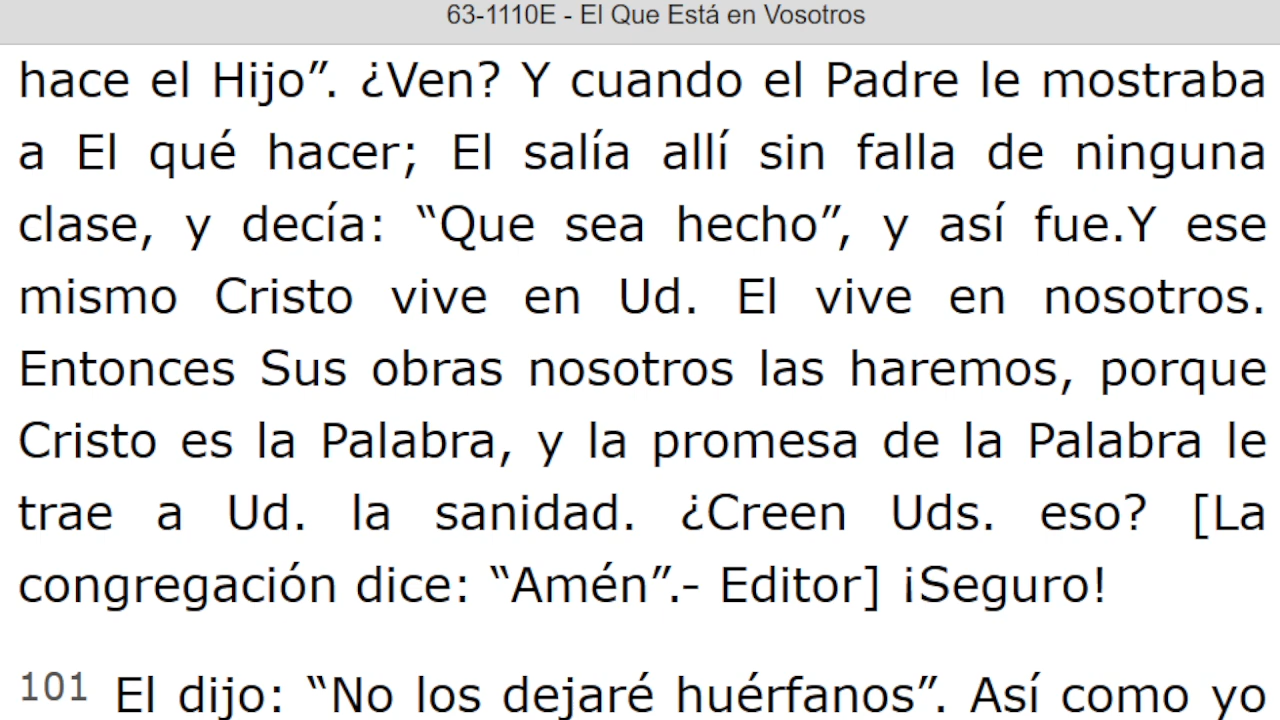 63-1110E - El Que Está en Vosotros
hace el Hijo”. ¿Ven? Y cuando el Padre le mostraba
a El qué hacer; El salía allí sin falla de ninguna
clase, y decía: “Que sea hecho”, y así fue.Y ese
mismo Cristo vive en Ud. El vive en nosotros.
Entonces Sus obras nosotros las haremos, porque
Cristo es la Palabra, y la promesa de la Palabra le
trae a Ud. la sanidad. ¿Creen Uds. eso? [La
congregación dice: “Amén”.- Editor] ¡Seguro!
101 El dijo: “No los dejaré huérfanos”. Así como yo